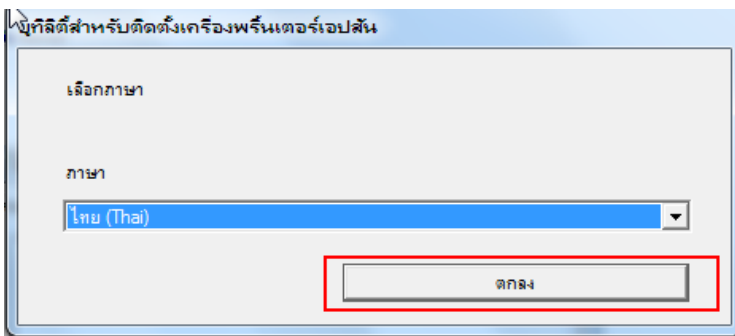 ยูทิลิตี้สำหรับติดตั้งเครื่องพริ้นเตอร์เอปสัน
เลือกภาษา
ภาษา
ไทย (Thai)
ตกลง